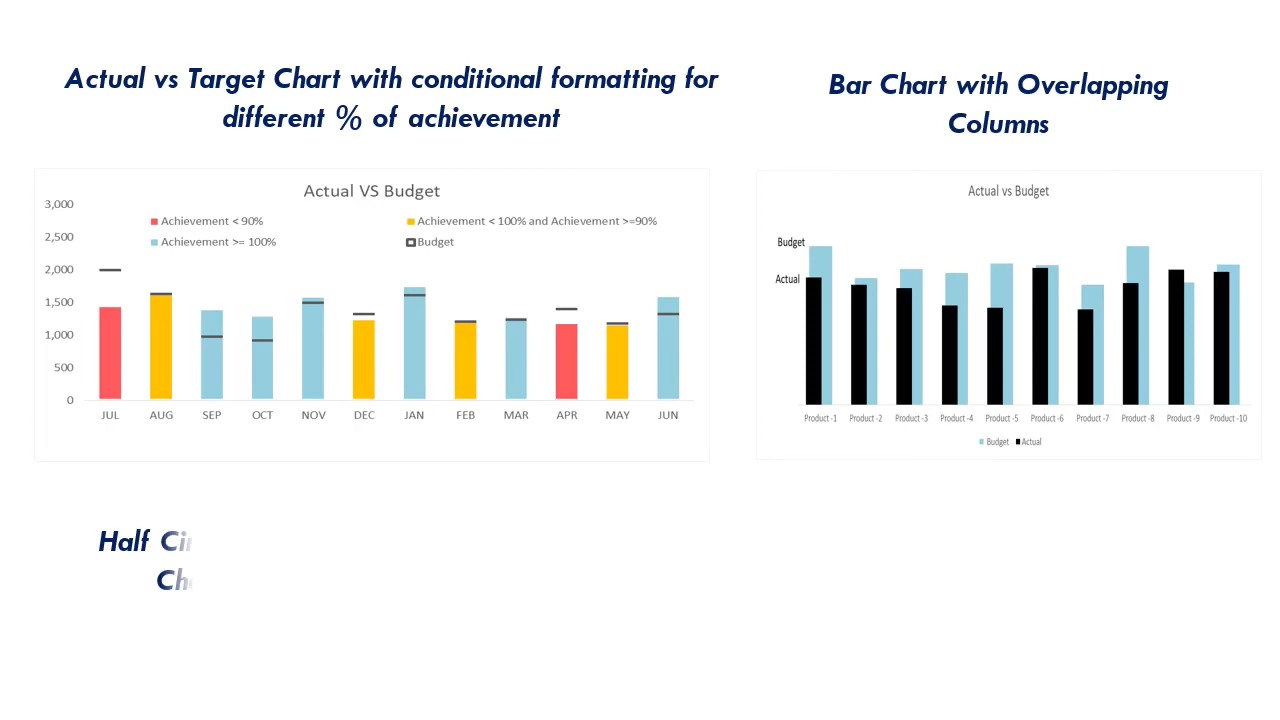 Actual vs Target Chart with conditional formatting for
different % of achievement
Bar Chart with Overlapping
Columns
Actual VS Budget
3,000
2,500
2,000
1,500
1,000
500
0
Achievement < 90%
Achievement < 100% and Achievement >=90%
Achievement >= 100%
Budget
JUL AUG SEP OCT NOV DEC JAN FEB MAR APR MAY JUN
Actual vs Budget
Budget
Actual
Product -1 Product -2 Product -3 Product -4 Product -5 Product -6 Product -7 Product -8 Product -9 Product -10
Budget Actual
Half